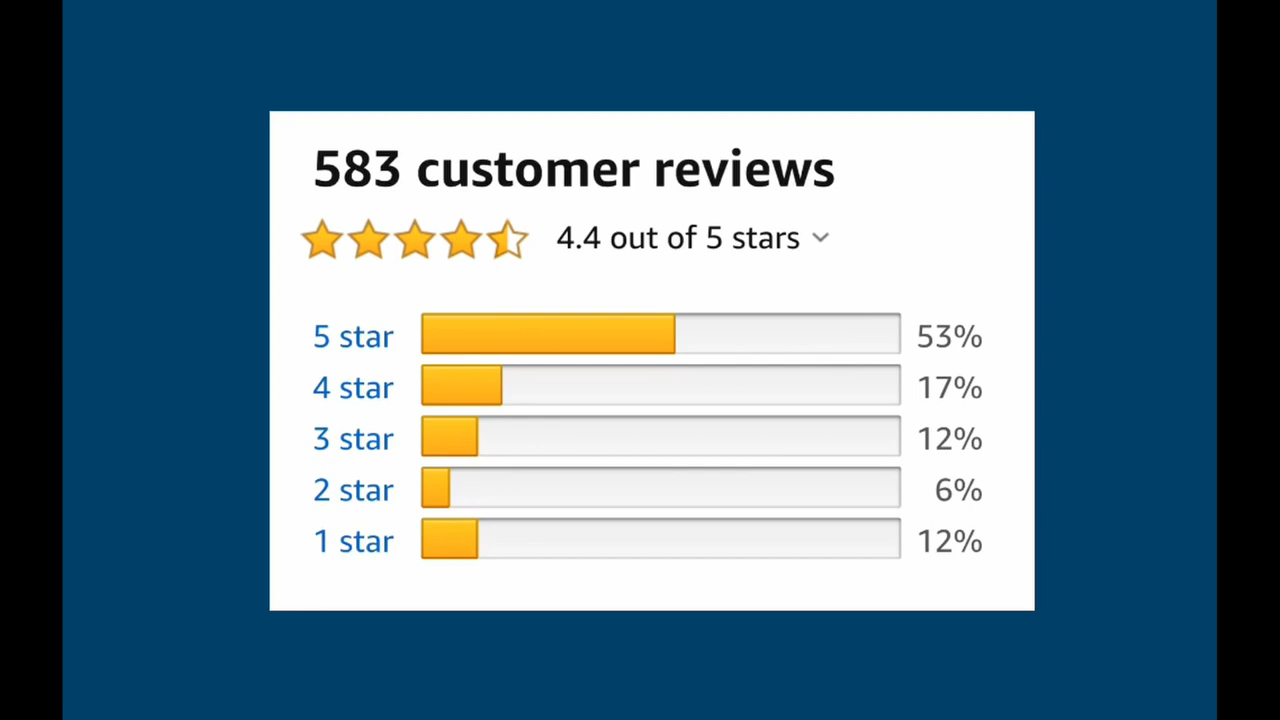 583 customer reviews
4.4 out of 5 stars
5 star 53%
4 star 17%
3 star 12%
2 star 6%
1 star 12%